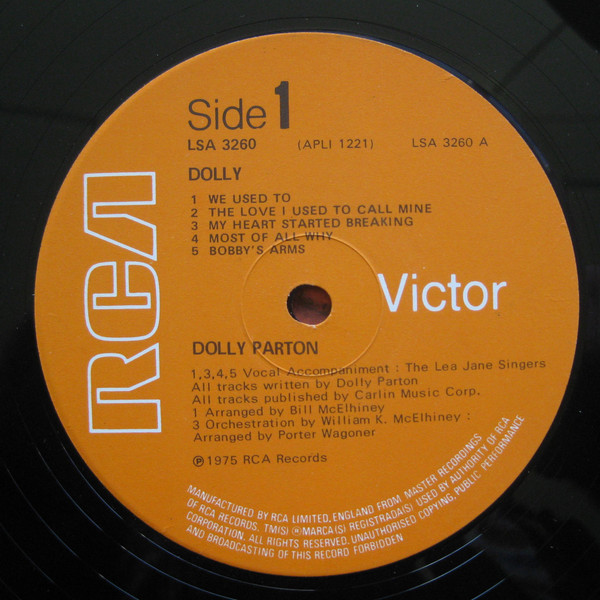 Side 1
LSA 3260 (APLI 1221) LSA 3260 A
DOLLY
1 WE USED TO
2 THE LOVE I USED TO CALL MINE
3 MY HEART STARTED BREAKING
4 MOST OF ALL WHY
5 BOBBY'S ARMS
RCA
Victor
DOLLY PARTON
1,3,4,5 Vocal Accompaniment : The Lea Jane Singers
All tracks written by Dolly Parton
All tracks published by Carlin Music Corp.
1 Arranged by Bill McElhiney
3 Orchestration by William K. McElhiney :
Arranged by Porter Wagoner
℗ 1975 RCA Records
MANUFACTURED BY RCA LIMITED, ENGLAND FROM MASTER RECORDINGS
OF RCA RECORDS. TM(S) ® MARCA(S) REGISTRADA(S) USED BY AUTHORITY OF RCA
CORPORATION. ALL RIGHTS RESERVED. UNAUTHORISED COPYING, PUBLIC PERFORMANCE
AND BROADCASTING OF THIS RECORD FORBIDDEN